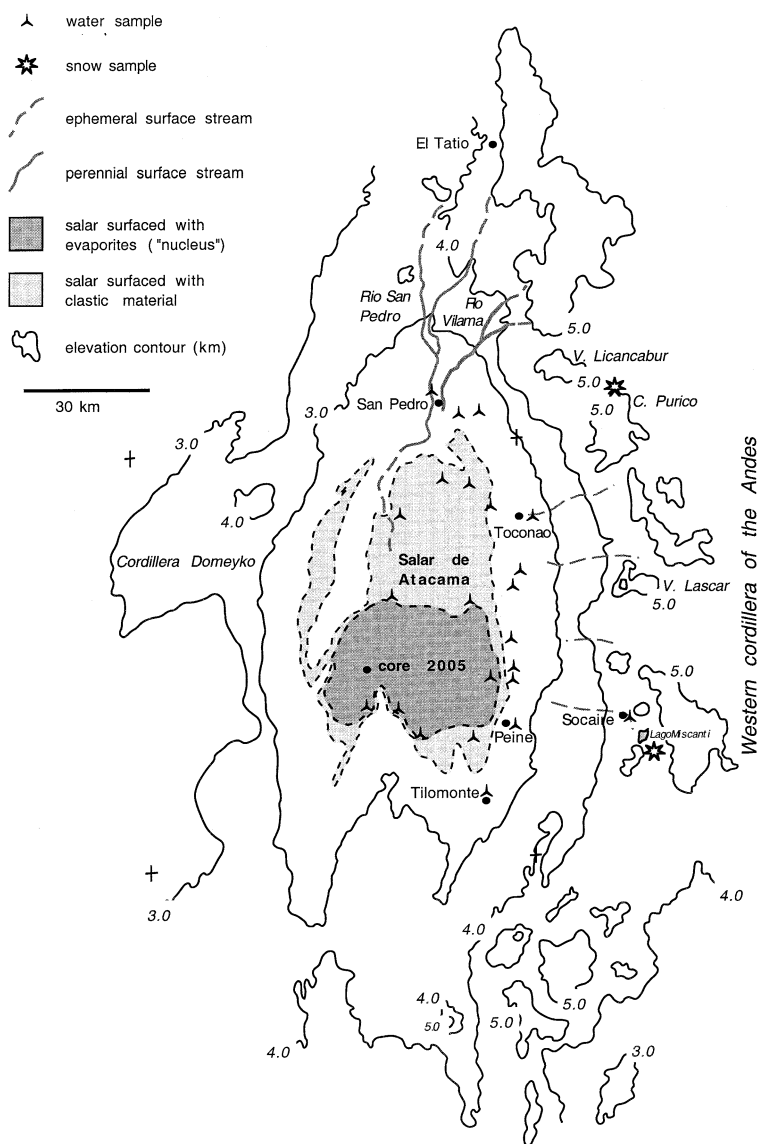 water sample
snow sample
ephemeral surface stream
perennial surface stream
salar surfaced with
evaporites ("nucleus")
salar surfaced with
clastic material
elevation contour (km)
30 km
El Tatio
4.0
Rio San
Pedro
Rio
Vilama
5.0
V. Licancabur
5.0
5.0
C. Purico
San Pedro
3.0
3.0
4.0
Toconao
Cordillera Domeyko
Salar de
Atacama
V. Lascar
5.0
Western cordillera of the Andes
core 2005
5.0
Socaire
Lago Miscanti
Peine
Tilomonte
3.0
4.0
4.0
4.0
5.0
5.0
5.0
4.0
3.0